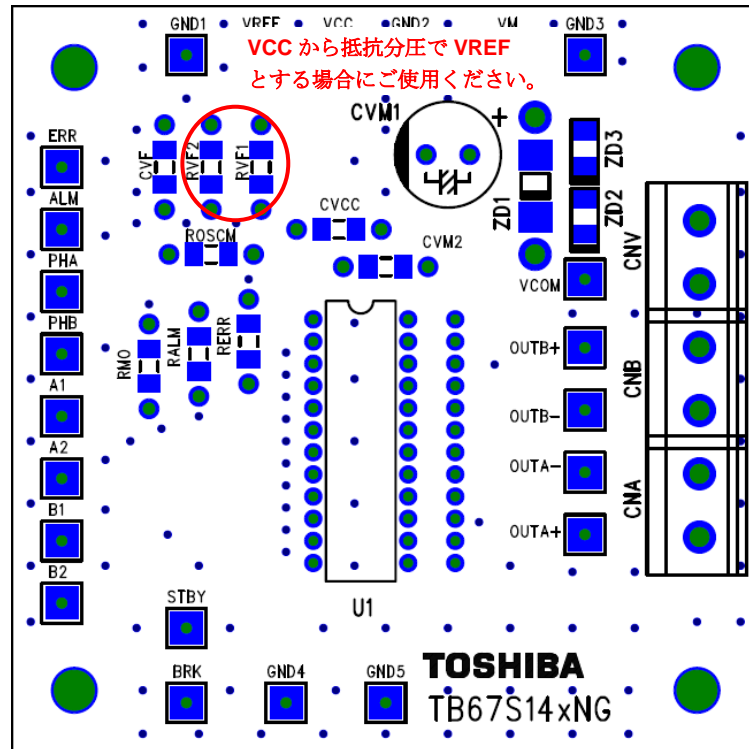 GND1 VREF VCC GND2 VM GND3
VCC から抵抗分圧で VREF
とする場合にご使用ください。
CVM1
+
ERR
CVF
RVF2
RVF1
ZD1
ZD3
ZD2
ALM
CVCC
ROSCM
CVM2
PHA
VCOM
CNV
PHB
RMO
RALM
RERR
OUTB+
CNB
A1
OUTB-
A2
OUTA-
CNA
B1
OUTA+
B2
STBY
U1
BRK
GND4
GND5
TOSHIBA
TB67S14xNG